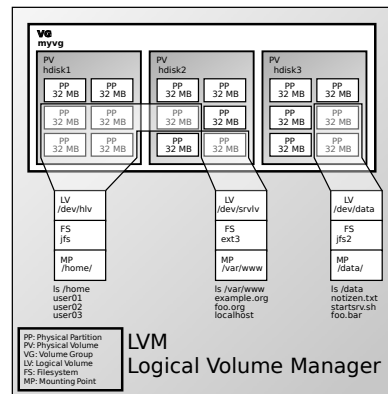 VG
myvg
PV
hdisk1
PV
hdisk2
PV
hdisk3
PP
32 MB
PP
32 MB
PP
32 MB
PP
32 MB
PP
32 MB
PP
32 MB
PP
32 MB
PP
32 MB
PP
32 MB
PP
32 MB
PP
32 MB
PP
32 MB
PP
32 MB
PP
32 MB
PP
32 MB
PP
32 MB
PP
32 MB
PP
32 MB
LV
/dev/hlv
FS
jfs
MP
/home/
LV
/dev/srvlv
FS
ext3
MP
/var/www
LV
/dev/data
FS
jfs2
MP
/data/
ls /home
user01
user02
user03
ls /var/www
example.org
foo.org
localhost
ls /data
notizen.txt
startsrv.sh
foo.bar
PP: Physical Partition
PV: Physical Volume
VG: Volume Group
LV: Logical Volume
FS: Filesystem
MP: Mounting Point
LVM
Logical Volume Manager